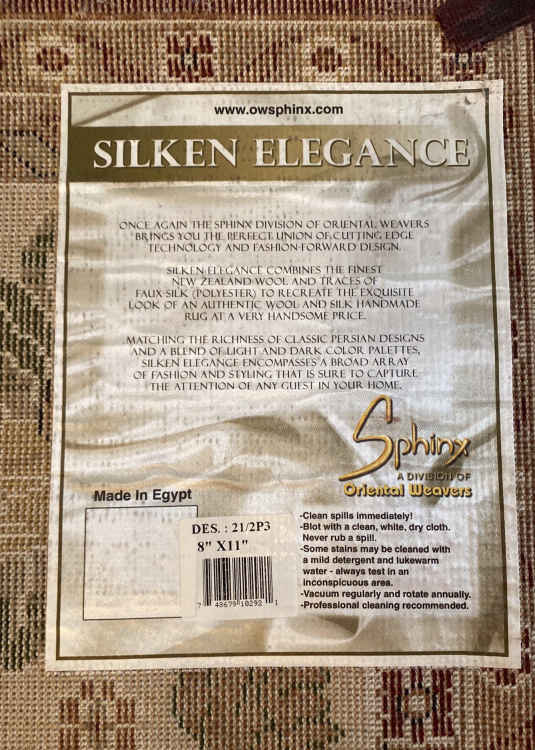 www.owsphinx.com
SILKEN ELEGANCE
ONCE AGAIN THE SPHINX DIVISION OF ORIENTAL WEAVERS
BRINGS YOU THE PERFECT UNION OF CUTTING EDGE
TECHNOLOGY AND FASHION-FORWARD DESIGN.
SILKEN ELEGANCE COMBINES THE FINEST
NEW ZEALAND WOOL AND TRACES OF
FAUX-SILK (POLYESTER) TO RECREATE THE EXQUISITE
LOOK OF AN AUTHENTIC WOOL AND SILK HANDMADE
RUG AT A VERY HANDSOME PRICE.
MATCHING THE RICHNESS OF CLASSIC PERSIAN DESIGNS
AND A BLEND OF LIGHT AND DARK COLOR PALETTES,
SILKEN ELEGANCE ENCOMPASSES A BROAD ARRAY
OF FASHION AND STYLING THAT IS SURE TO CAPTURE
THE ATTENTION OF ANY GUEST IN YOUR HOME.
Sphinx
A DIVISION OF
Oriental Weavers
Made In Egypt
DES. : 21/2P3
8" X11"
7 48679 10292 1
-Clean spills immediately!
-Blot with a clean, white, dry cloth.
Never rub a spill.
-Some stains may be cleaned with
a mild detergent and lukewarm
water - always test in an
inconspicuous area.
-Vacuum regularly and rotate annually.
-Professional cleaning recommended.